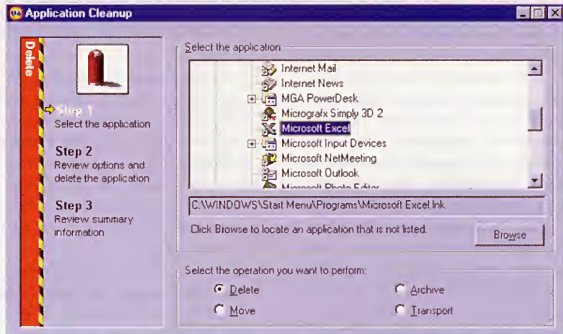 Application Cleanup
Delete
Step 1
Select the application
Step 2
Review options and
delete the application
Step 3
Review summary
information
Select the application
Internet Mail
Internet News
MGA PowerDesk
Micrografx Simply 3D 2
Microsoft Excel
Microsoft Input Devices
Microsoft NetMeeting
Microsoft Outlook
Microsoft Photo Editor
C:\WINDOWS\Start Menu\Programs\Microsoft Excel.lnk
Click Browse to locate an application that is not listed.
Browse
Select the operation you want to perform:
Delete
Archive
Move
Transport